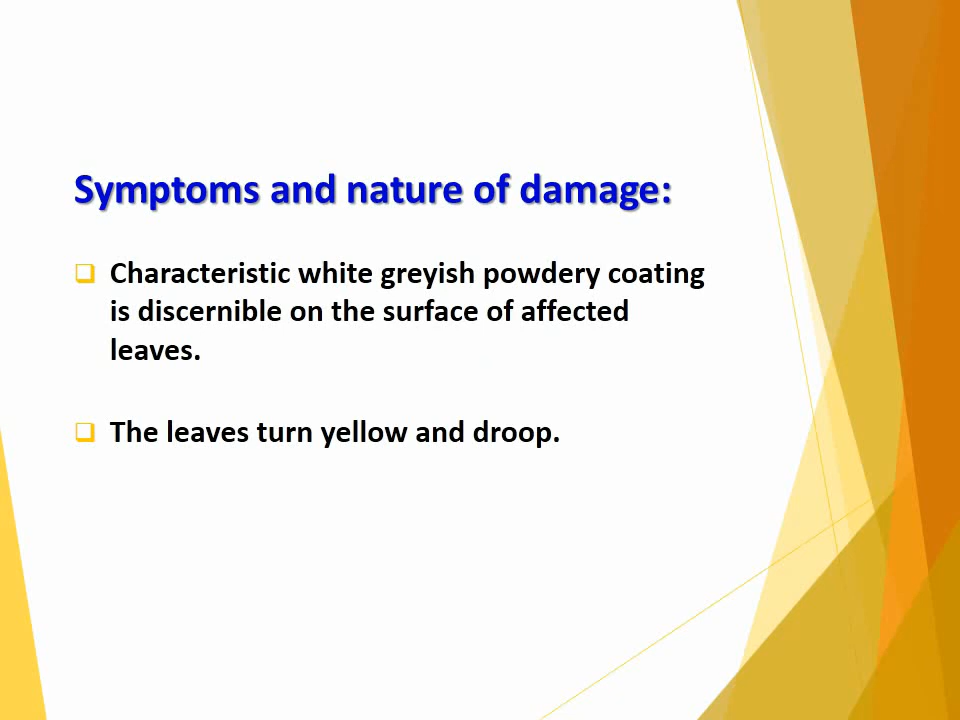 Symptoms and nature of damage:
Characteristic white greyish powdery coating
is discernible on the surface of affected
leaves.
The leaves turn yellow and droop.